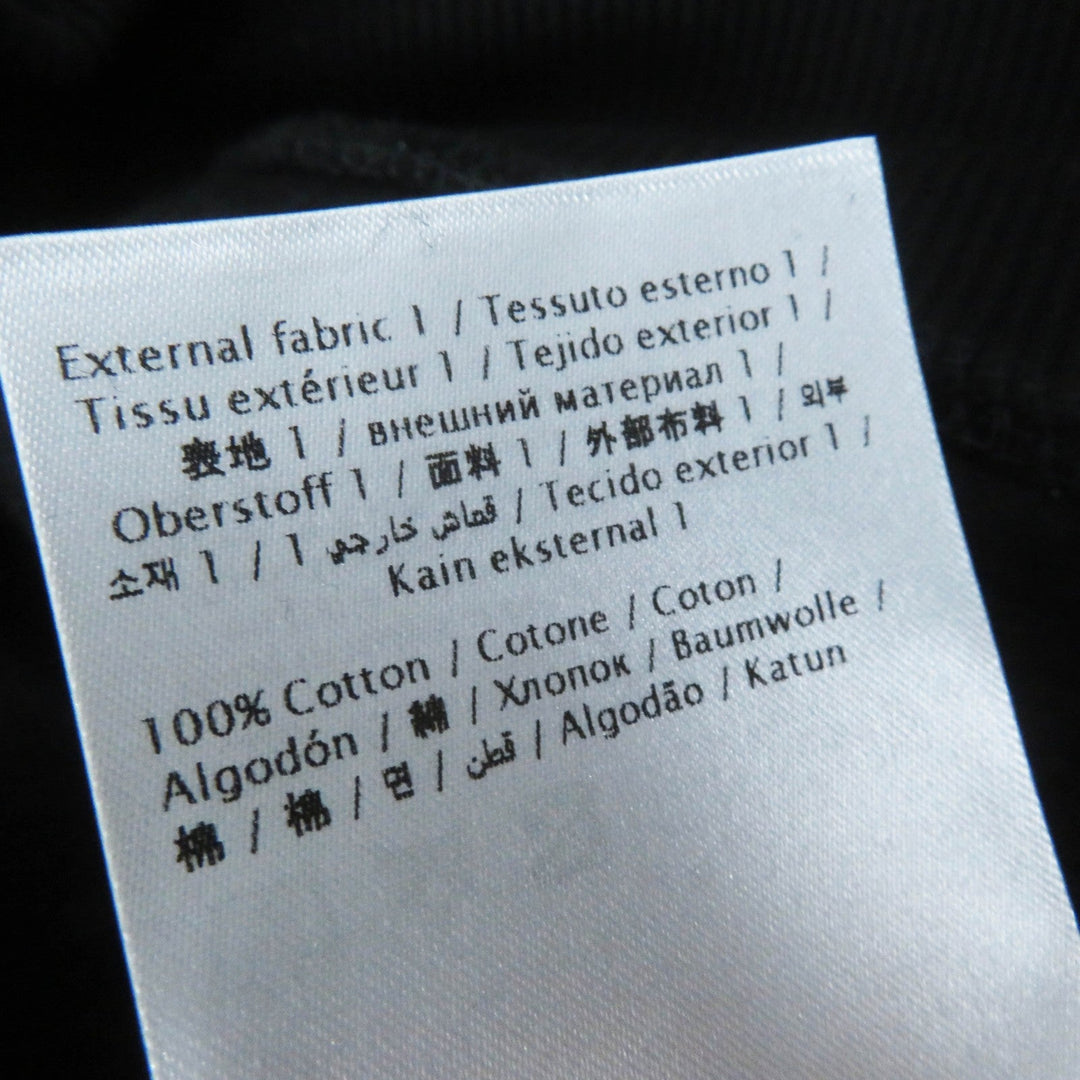 External fabric 1 / Tessuto esterno 1 /
Tissu extérieur 1 / Tejido exterior 1 /
表地 1 / внешний материал 1 /
Oberstoff 1 / 面料 1 / 外部布料 1 / 외부
소재 1 / قماش خارجي 1 / Tecido exterior 1 /
Kain eksternal 1
100% Cotton / Cotone / Coton /
Algodón / 綿 / Хлопок / Baumwolle /
棉 / 棉 / 면 / قطن / Algodão / Katun